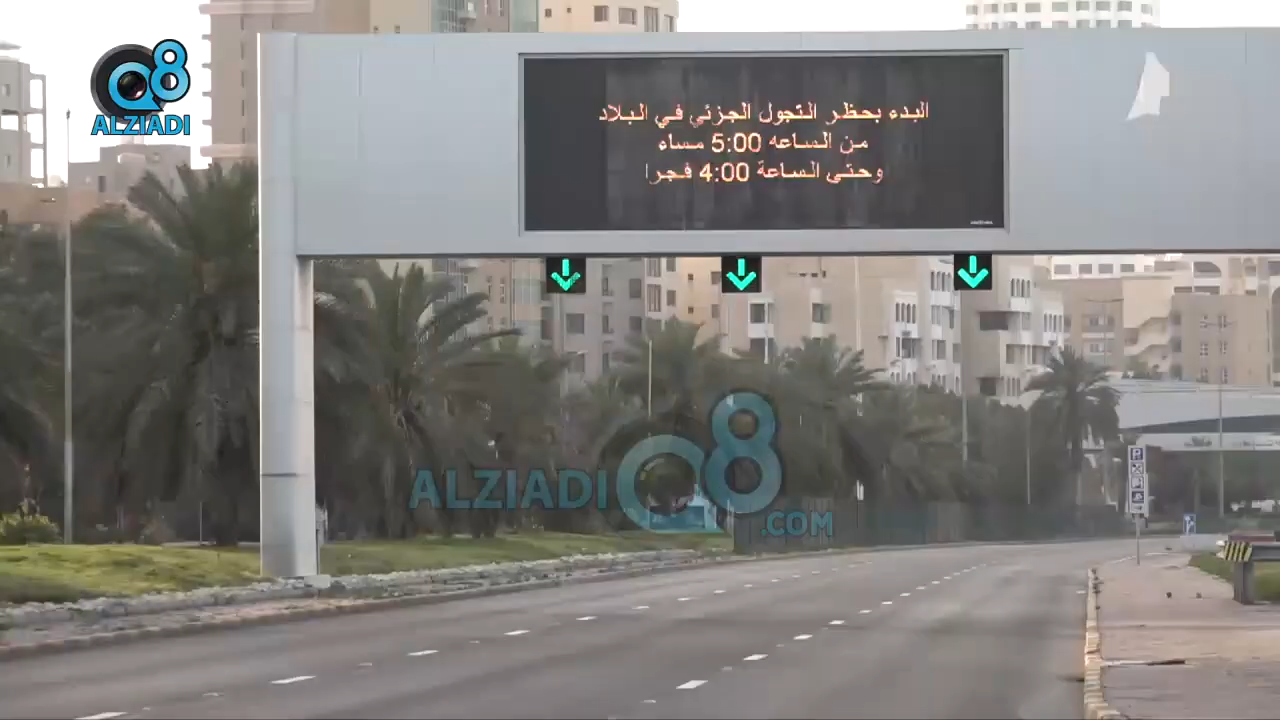 Q8
ALZIADI
البدء بحظر التجول الجزئي في البلاد
من الساعه 5:00 مساء
وحتى الساعة 4:00 فجرا
ALZIADI Q8
.COM
P